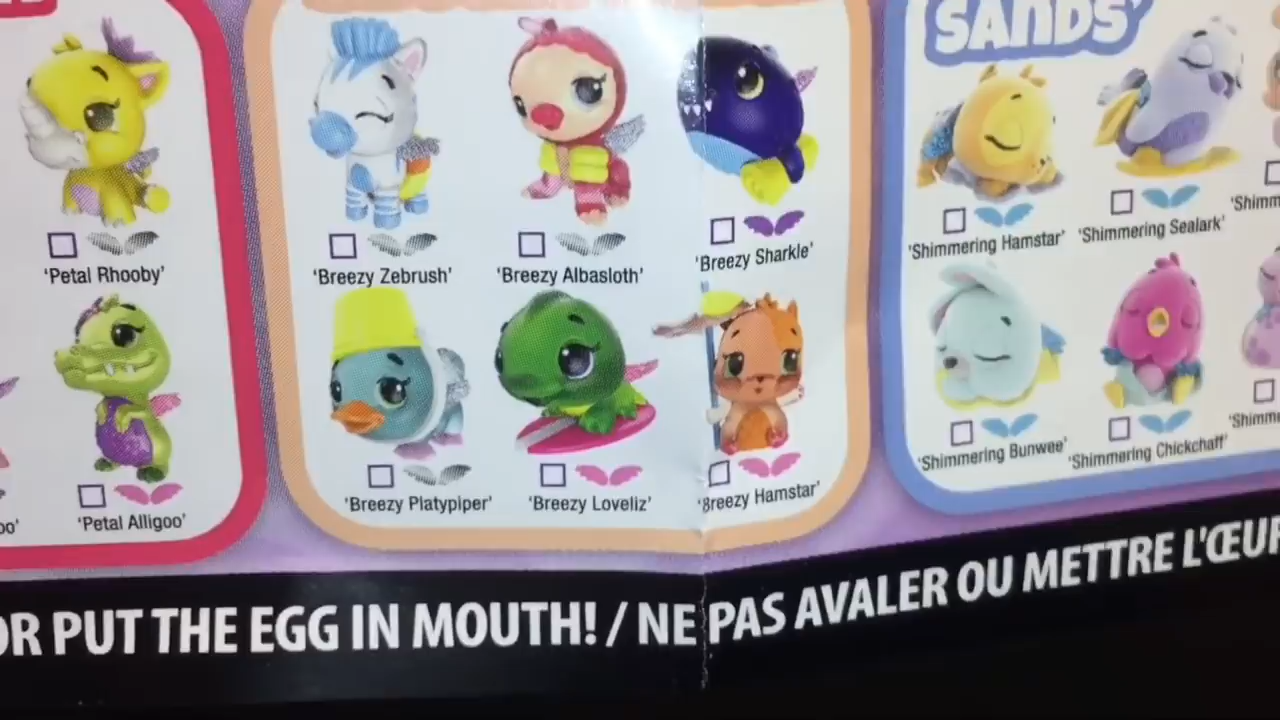 SANDS'
'Petal Rhooby'
'Breezy Zebrush'
'Breezy Albasloth'
'Breezy Sharkle'
'Shimmering Hamstar'
'Shimmering Sealark'
'Shimm
oo'
'Petal Alligoo'
'Breezy Platypiper'
'Breezy Loveliz'
'Breezy Hamstar'
'Shimmering Bunwee'
'Shimmering Chickchaff'
'Shimm
OR PUT THE EGG IN MOUTH! / NE PAS AVALER OU METTRE L'ŒUF